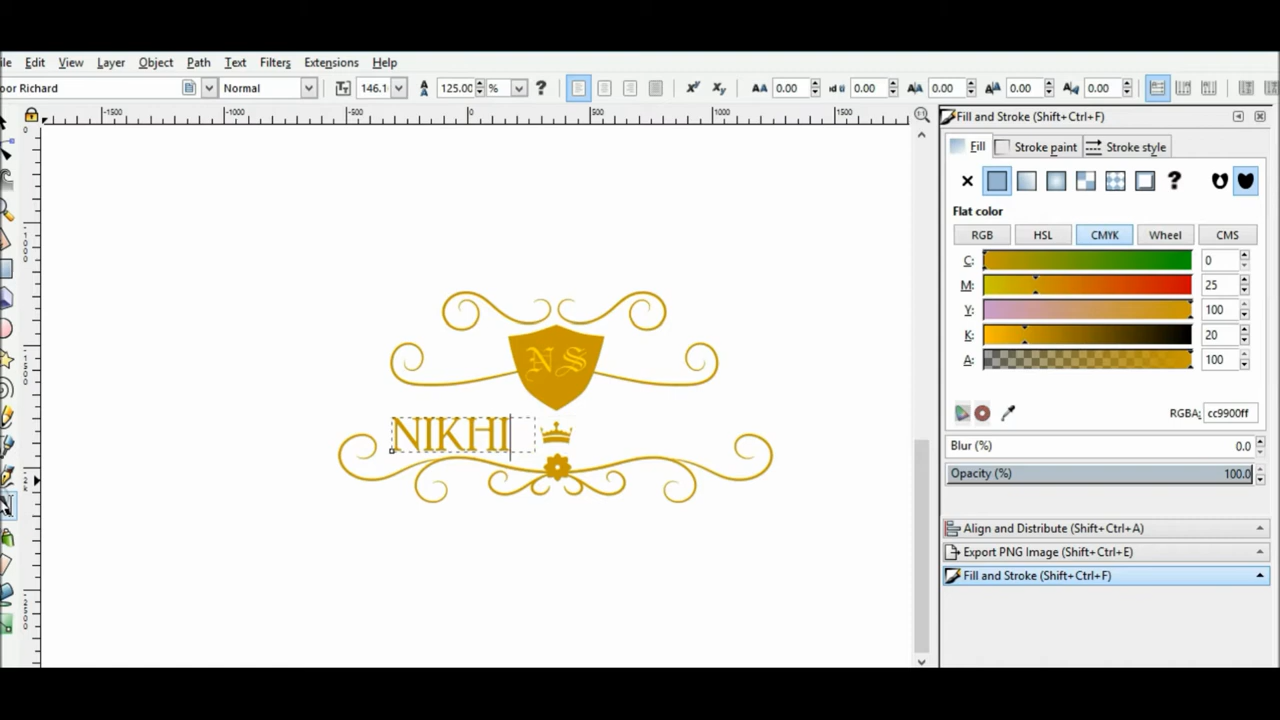 ile Edit View Layer Object Path Text Filters Extensions Help
oor Richard Normal 146.1 125.00 % 0.00 0.00 0.00 0.00 0.00
-1500 -1000 -500 0 500 1000 1500
Fill and Stroke (Shift+Ctrl+F)
Fill Stroke paint Stroke style
Flat color
RGB HSL CMYK Wheel CMS
C: 0
M: 25
Y: 100
K: 20
A: 100
RGBA: cc9900ff
Blur (%) 0.0
Opacity (%) 100.0
Align and Distribute (Shift+Ctrl+A)
Export PNG Image (Shift+Ctrl+E)
Fill and Stroke (Shift+Ctrl+F)
N S
NIKHI